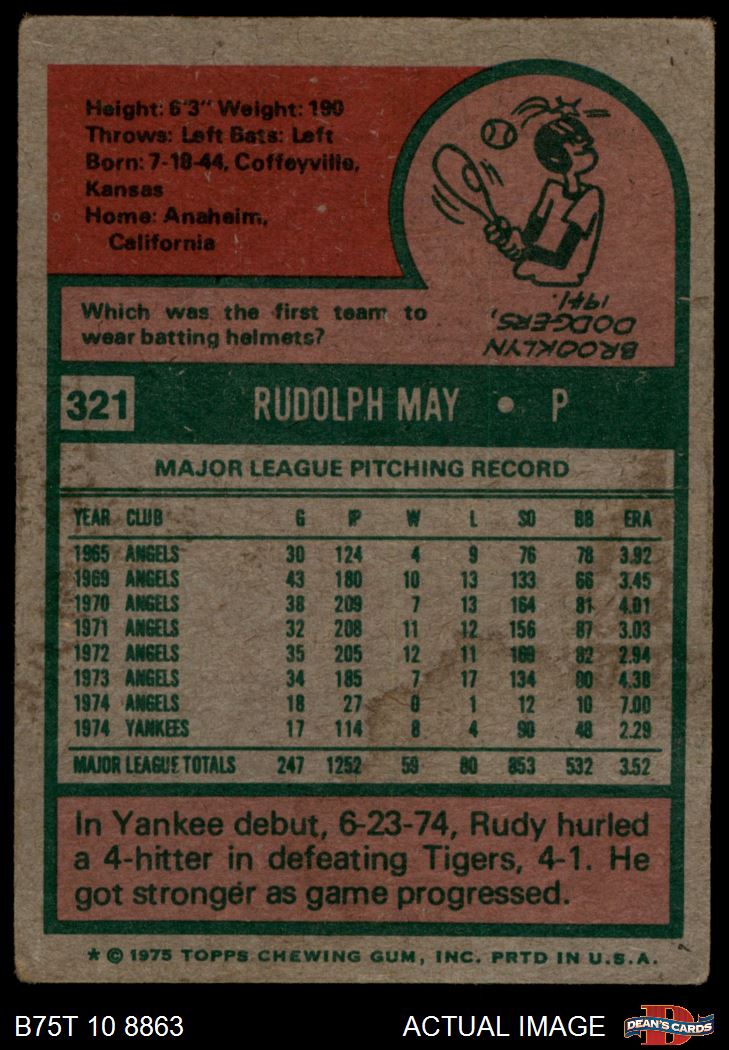 Height: 6'3" Weight: 190
Throws: Left Bats: Left
Born: 7-18-44, Coffeyville,
Kansas
Home: Anaheim,
California
Which was the first team to
wear batting helmets?
BROOKLYN
DODGERS,
1941.
321 RUDOLPH MAY • P
MAJOR LEAGUE PITCHING RECORD
YEAR CLUB G IP W L SO BB ERA
1965 ANGELS 30 124 4 9 76 78 3.92
1969 ANGELS 43 180 10 13 133 66 3.45
1970 ANGELS 38 209 7 13 164 81 4.01
1971 ANGELS 32 208 11 12 156 87 3.03
1972 ANGELS 35 205 12 11 169 82 2.94
1973 ANGELS 34 185 7 17 134 80 4.38
1974 ANGELS 18 27 0 1 12 10 7.00
1974 YANKEES 17 114 8 4 90 48 2.29
MAJOR LEAGUE TOTALS 247 1252 59 80 853 532 3.52
In Yankee debut, 6-23-74, Rudy hurled
a 4-hitter in defeating Tigers, 4-1. He
got stronger as game progressed.
* © 1975 TOPPS CHEWING GUM, INC. PRTD IN U.S.A.
B75T 10 8863 ACTUAL IMAGE DEAN'S CARDS